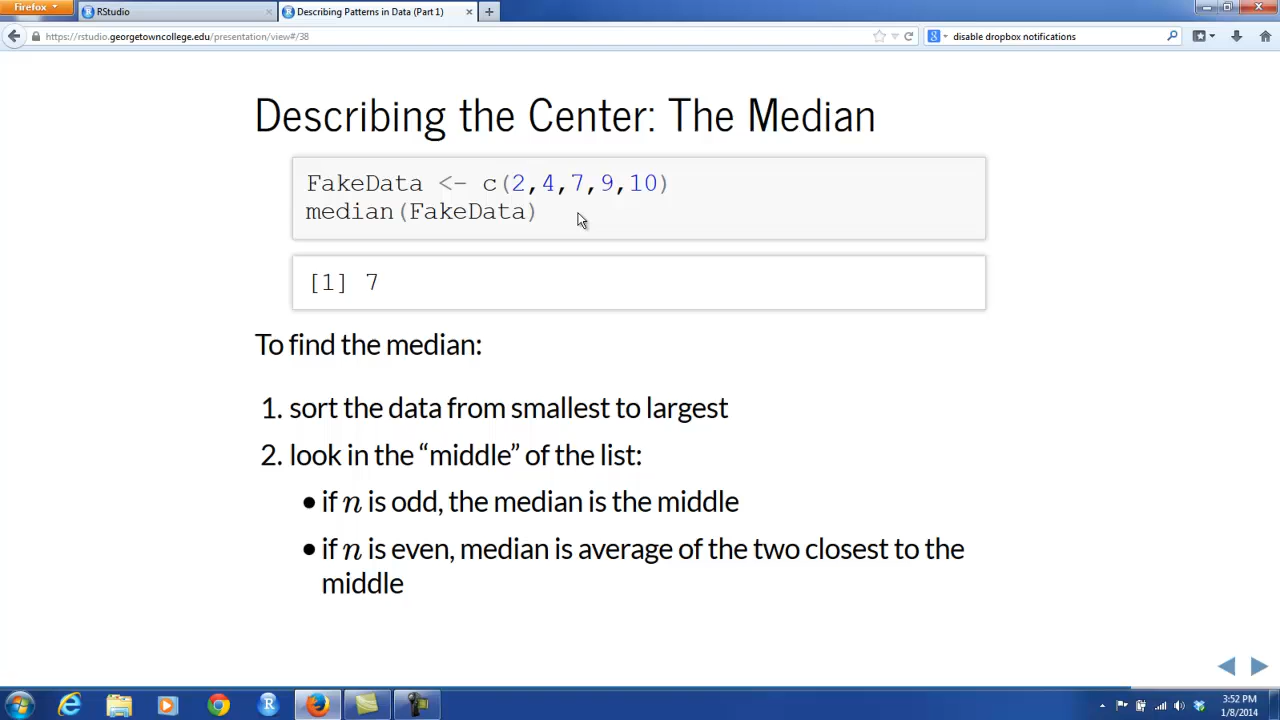 Firefox
RStudio
Describing Patterns in Data (Part 1)
https://rstudio.georgetowncollege.edu/presentation/view#/38
disable dropbox notifications
Describing the Center: The Median
FakeData <- c(2,4,7,9,10)
median(FakeData)
[1] 7
To find the median:
1. sort the data from smallest to largest
2. look in the “middle” of the list:
• if n is odd, the median is the middle
• if n is even, median is average of the two closest to the
middle
3:52 PM
1/8/2014